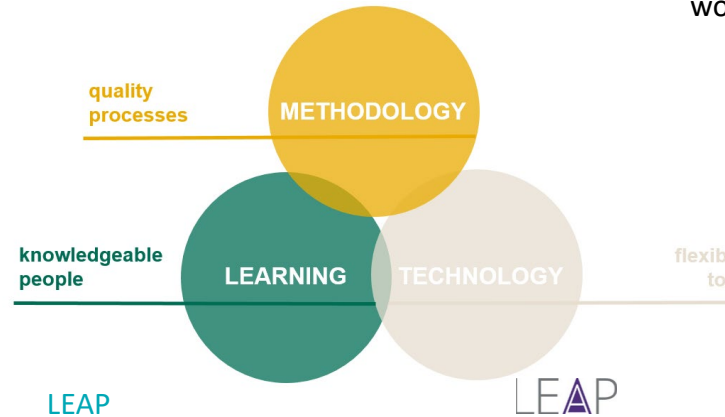 quality
processes
METHODOLOGY
knowledgeable
people
LEARNING
TECHNOLOGY
LEAP
LEAP